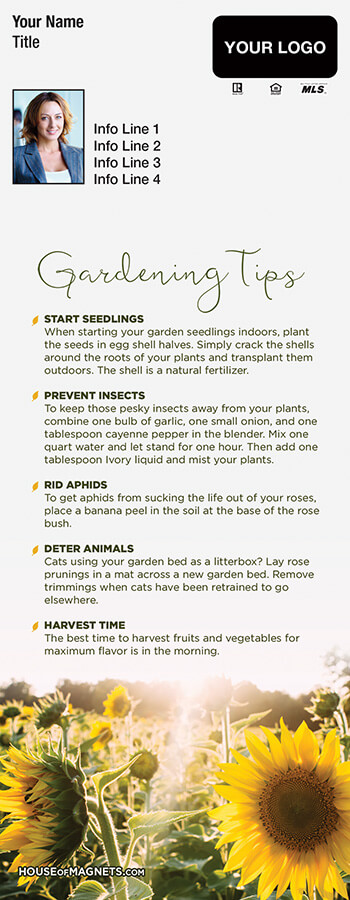 Your Name
Title
YOUR LOGO
MLS
Info Line 1
Info Line 2
Info Line 3
Info Line 4
Gardening Tips
START SEEDLINGS
When starting your garden seedlings indoors, plant
the seeds in egg shell halves. Simply crack the shells
around the roots of your plants and transplant them
outdoors. The shell is a natural fertilizer.
PREVENT INSECTS
To keep those pesky insects away from your plants,
combine one bulb of garlic, one small onion, and one
tablespoon cayenne pepper in the blender. Mix one
quart water and let stand for one hour. Then add one
tablespoon Ivory liquid and mist your plants.
RID APHIDS
To get aphids from sucking the life out of your roses,
place a banana peel in the soil at the base of the rose
bush.
DETER ANIMALS
Cats using your garden bed as a litterbox? Lay rose
prunings in a mat across a new garden bed. Remove
trimmings when cats have been retrained to go
elsewhere.
HARVEST TIME
The best time to harvest fruits and vegetables for
maximum flavor is in the morning.
HOUSEOFMAGNETS.COM